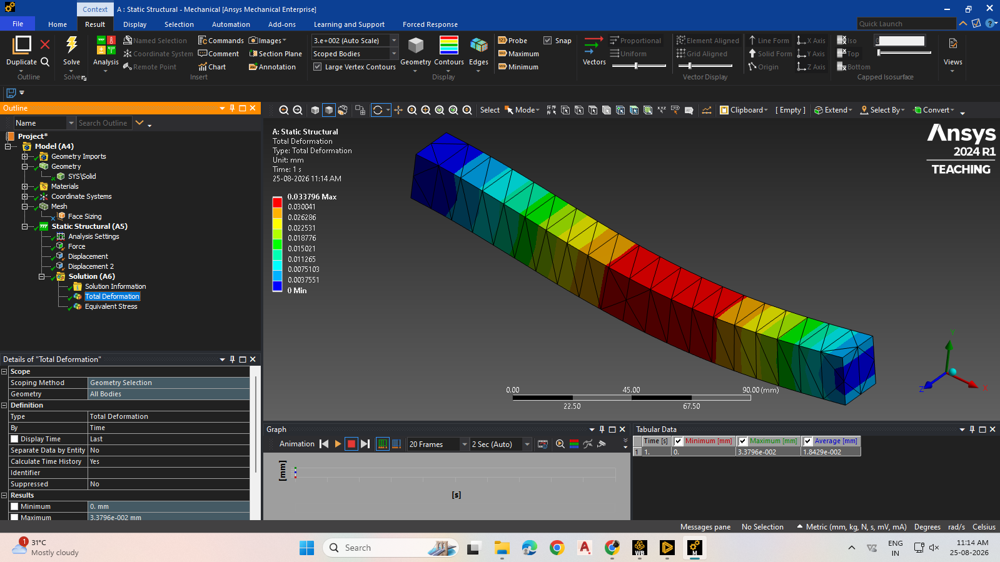 Context
A : Static Structural - Mechanical [Ansys Mechanical Enterprise]
File Home Result Display Selection Automation Add-ons Learning and Support Forced Response
Quick Launch
Duplicate
Outline
Solve
Solver
Analysis
Named Selection
Coordinate System
Remote Point
Commands
Comment
Chart
Images
Section Plane
Annotation
Insert
3.e+002 (Auto Scale)
Scoped Bodies
Large Vertex Contours
Geometry
Contours
Edges
Display
Probe
Maximum
Minimum
Snap
Vectors
Proportional
Uniform
Element Aligned
Grid Aligned
Line Form
Solid Form
Origin
X Axis
Y Axis
Z Axis
Vector Display
Iso
Top
Bottom
0
Capped Isosurface
Views
Outline
Name Search Outline
Project*
Model (A4)
Geometry Imports
Geometry
SYS\Solid
Materials
Coordinate Systems
Mesh
Face Sizing
Static Structural (A5)
Analysis Settings
Force
Displacement
Displacement 2
Solution (A6)
Solution Information
Total Deformation
Equivalent Stress
Select Mode Clipboard [ Empty ] Extend Select By Convert
A: Static Structural
Total Deformation
Type: Total Deformation
Unit: mm
Time: 1 s
25-08-2026 11:14 AM
0.033796 Max
0.030041
0.026286
0.022531
0.018776
0.015021
0.011265
0.0075103
0.0037551
0 Min
Ansys
2024 R1
TEACHING
0.00 45.00 90.00 (mm)
22.50 67.50
Y
X
Z
Details of "Total Deformation"
Scope
Scoping Method Geometry Selection
Geometry All Bodies
Definition
Type Total Deformation
By Time
Display Time Last
Separate Data by Entity No
Calculate Time History Yes
Identifier
Suppressed No
Results
Minimum 0. mm
Maximum 3.3796e-002 mm
Graph
Animation 20 Frames 2 Sec (Auto)
[mm]
[s]
Tabular Data
Time [s] Minimum [mm] Maximum [mm] Average [mm]
1 1. 0. 3.3796e-002 1.8429e-002
Messages pane No Selection Metric (mm, kg, N, s, mV, mA) Degrees rad/s Celsius
1
31°C
Mostly cloudy
Search
WB
M
ENG
IN
11:14 AM
25-08-2026